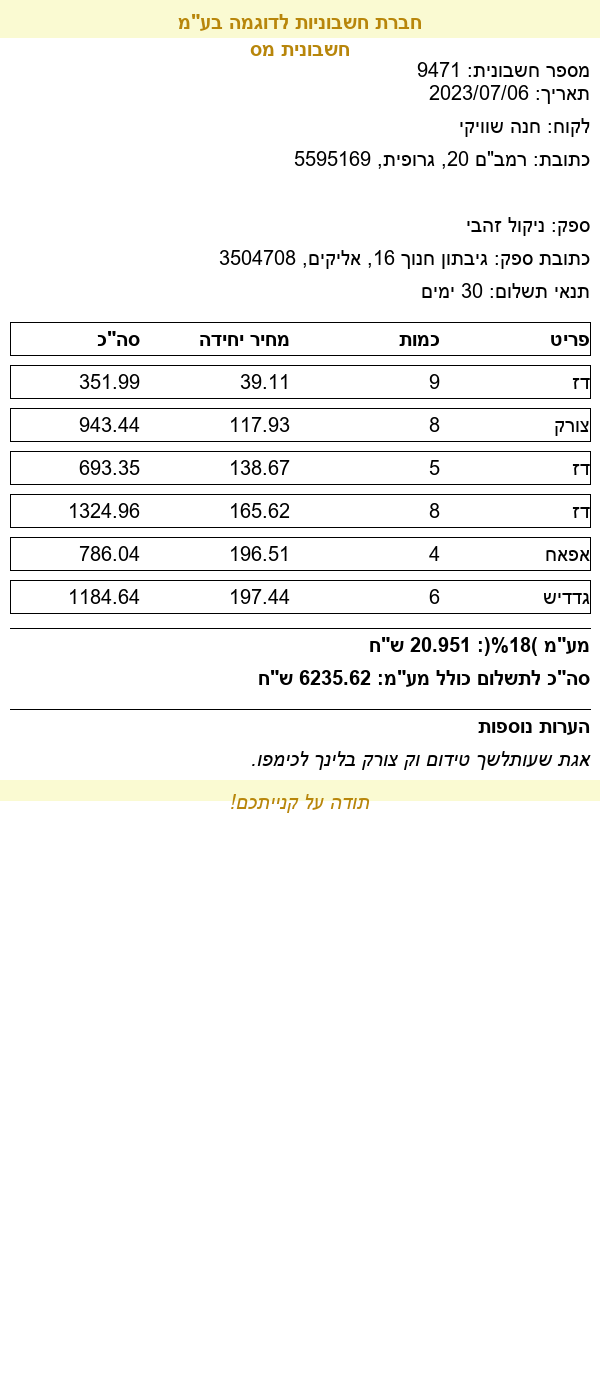 חברת חשבוניות לדוגמה בע"מ
חשבונית מס
מספר חשבונית: 9471
תאריך: 2023/07/06
לקוח: חנה שוויקי
כתובת: רמב"ם 20, גרופית, 5595169
ספק: ניקול זהבי
כתובת ספק: גיבתון חנוך 16, אליקים, 3504708
תנאי תשלום: 30 ימים
פריט כמות מחיר יחידה סה"כ
דז 9 39.11 351.99
צורק 8 117.93 943.44
דז 5 138.67 693.35
דז 8 165.62 1324.96
אפאח 4 196.51 786.04
גדדיש 6 197.44 1184.64
מע"מ )18%(: 20.951 ש"ח
סה"כ לתשלום כולל מע"מ: 6235.62 ש"ח
הערות נוספות
אגת שעותלשך טידום וק צורק בלינך לכימפו.
תודה על קנייתכם!